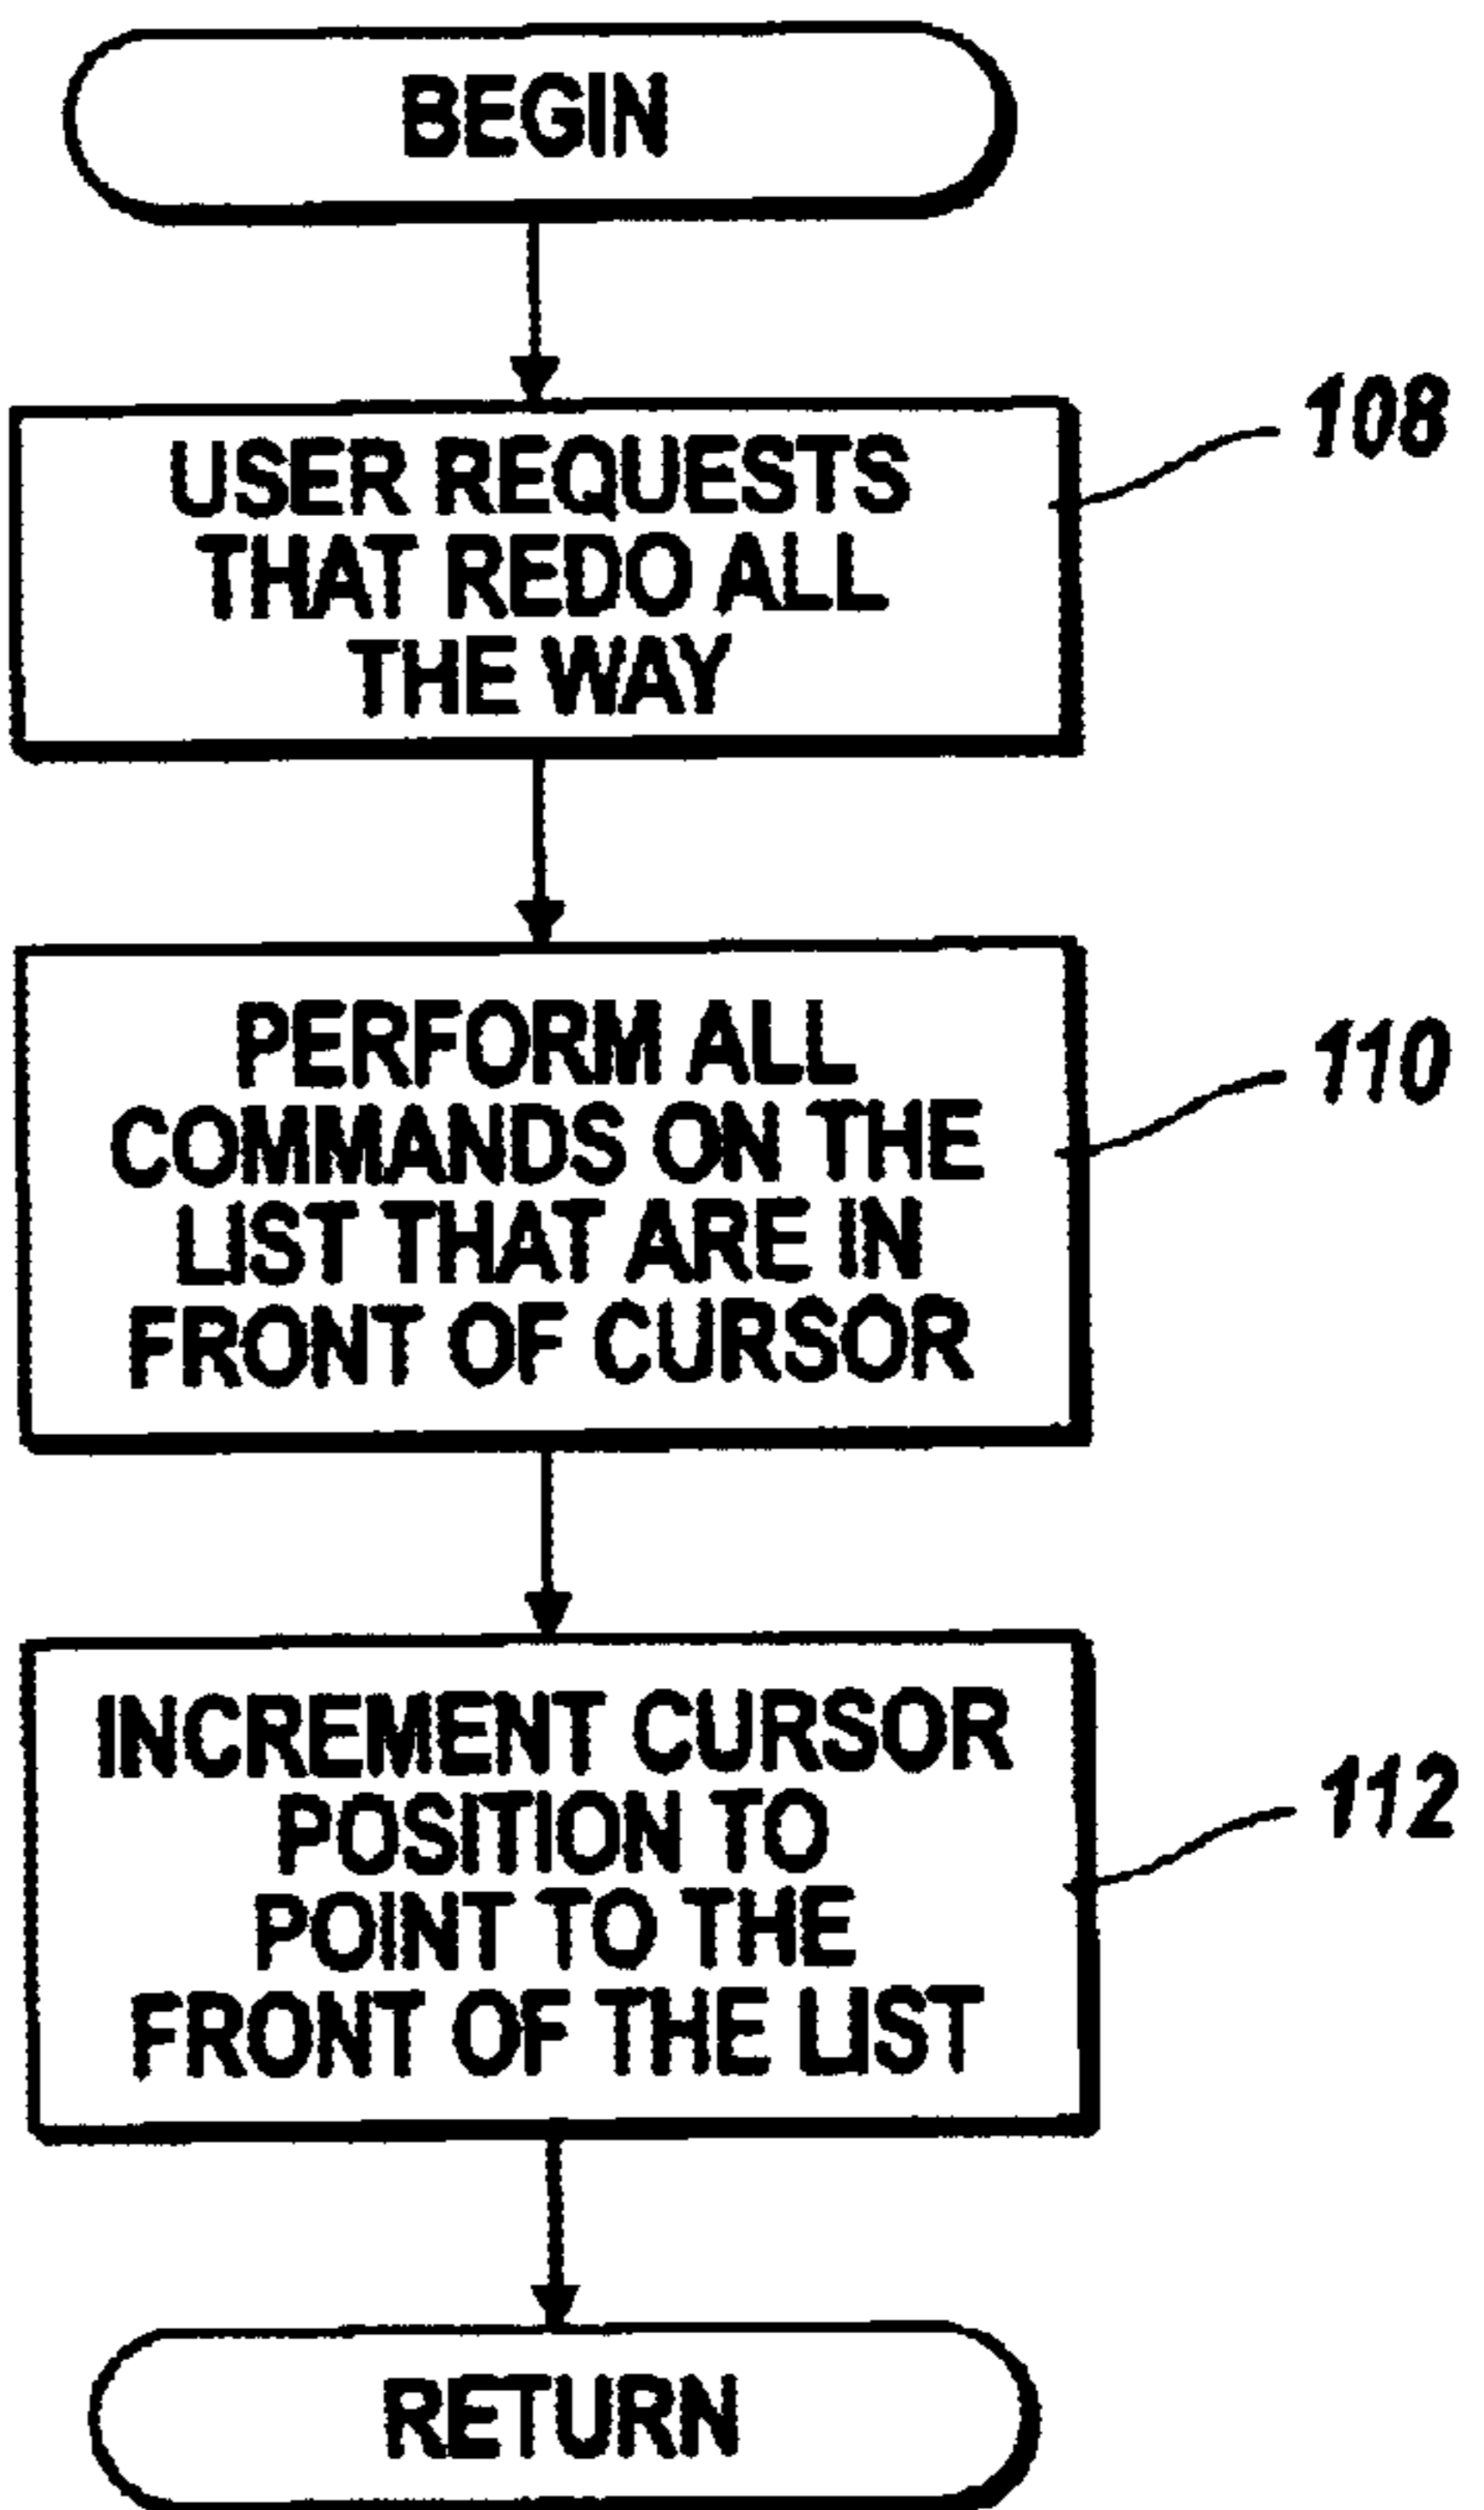 BEGIN
USER REQUESTS
THAT REDO ALL
THE WAY
108
PERFORM ALL
COMMANDS ON THE
LIST THAT ARE IN
FRONT OF CURSOR
110
INCREMENT CURSOR
POSITION TO
POINT TO THE
FRONT OF THE LIST
112
RETURN